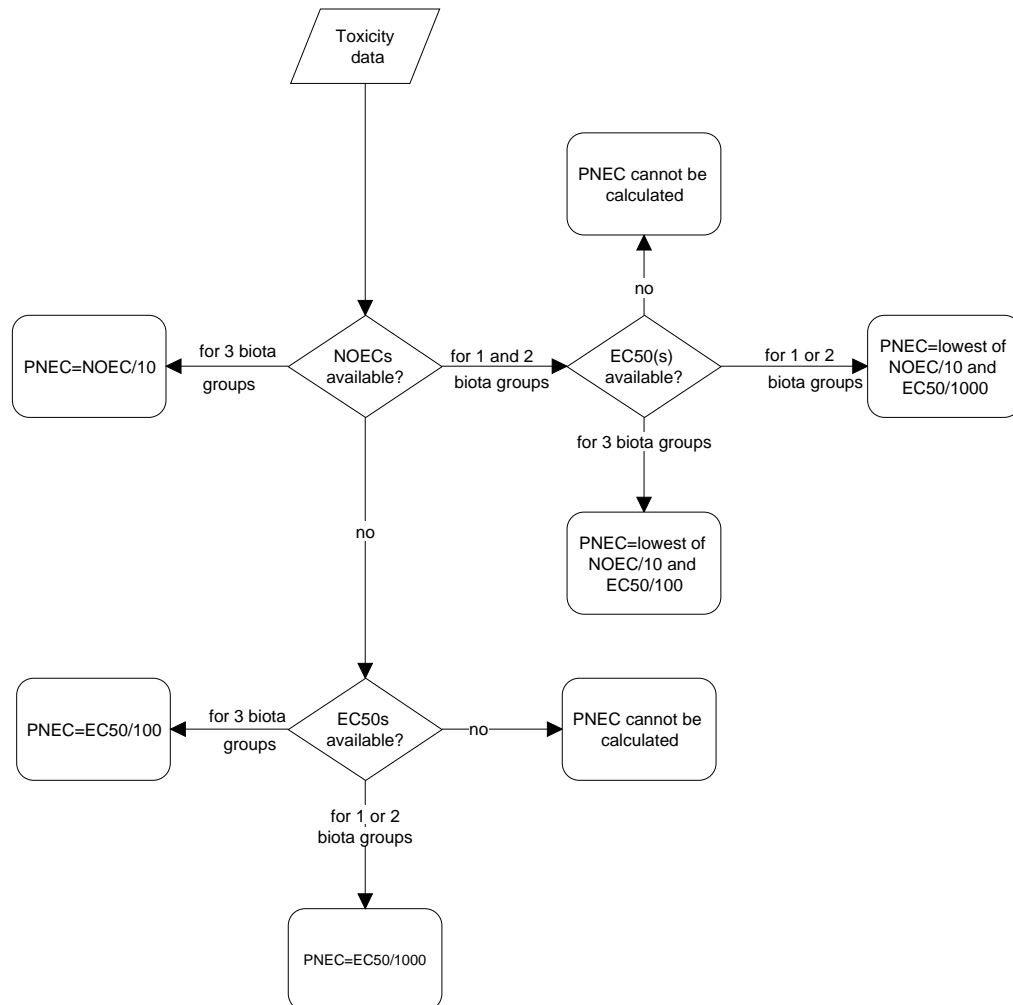 Toxicity
data
PNEC cannot be
calculated
no
PNEC=NOEC/10
for 3 biota
groups
NOECs
available?
for 1 and 2
biota groups
EC50(s)
available?
for 1 or 2
biota groups
PNEC=lowest of
NOEC/10 and
EC50/1000
for 3 biota groups
PNEC=lowest of
NOEC/10 and
EC50/100
no
PNEC=EC50/100
for 3 biota
groups
EC50s
available?
no
PNEC cannot be
calculated
for 1 or 2
biota groups
PNEC=EC50/1000